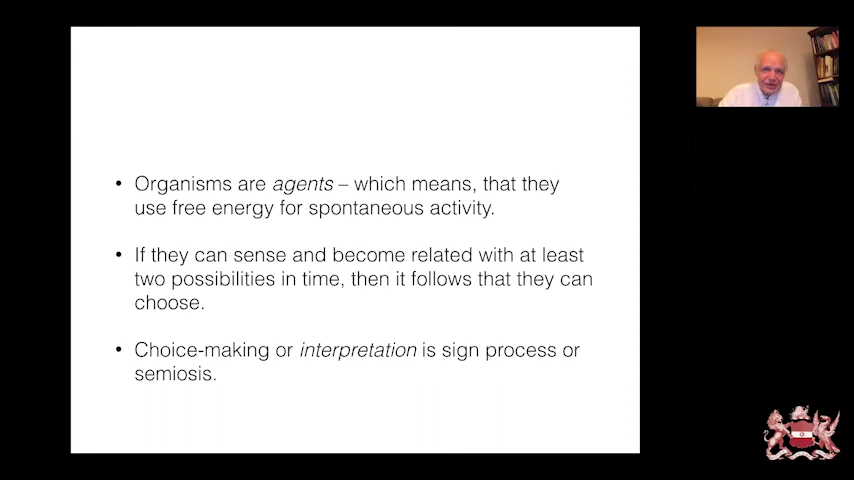 • Organisms are agents – which means, that they
use free energy for spontaneous activity.
• If they can sense and become related with at least
two possibilities in time, then it follows that they can
choose.
• Choice-making or interpretation is sign process or
semiosis.